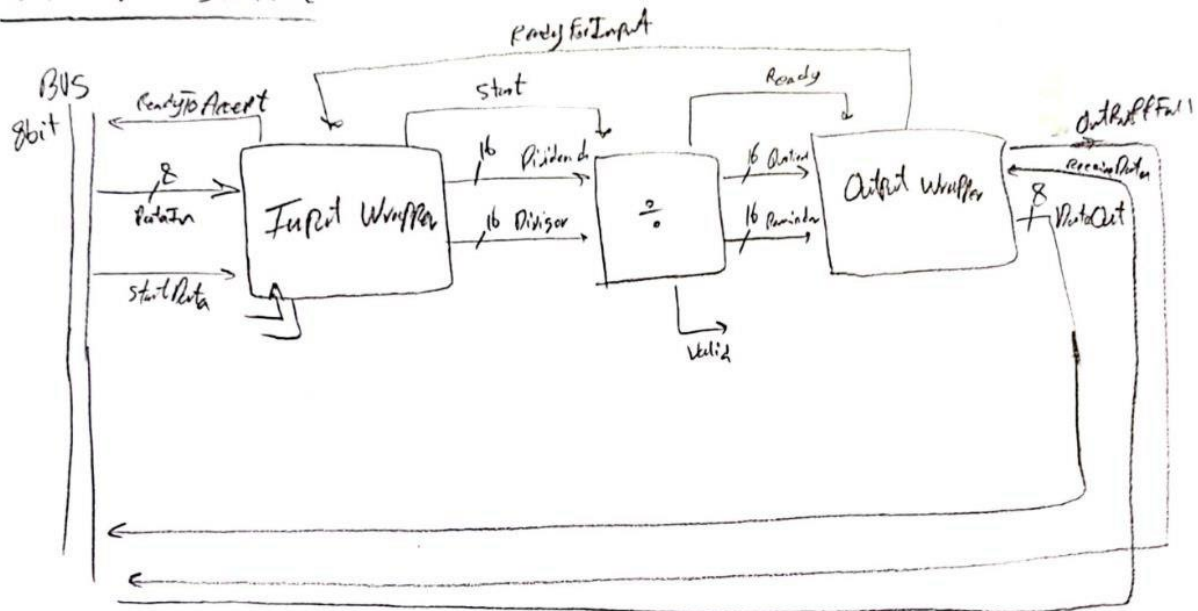 ReadyForInput
BUS
8bit
ReadyToAccept
Start
Ready
OutBuffFull
8
DataIn
Input Wrapper
16 Dividend
16 Divisor
÷
16 Quotient
16 Reminder
Output Wrapper
ReceiveData
8
DataOut
StartData
Valid